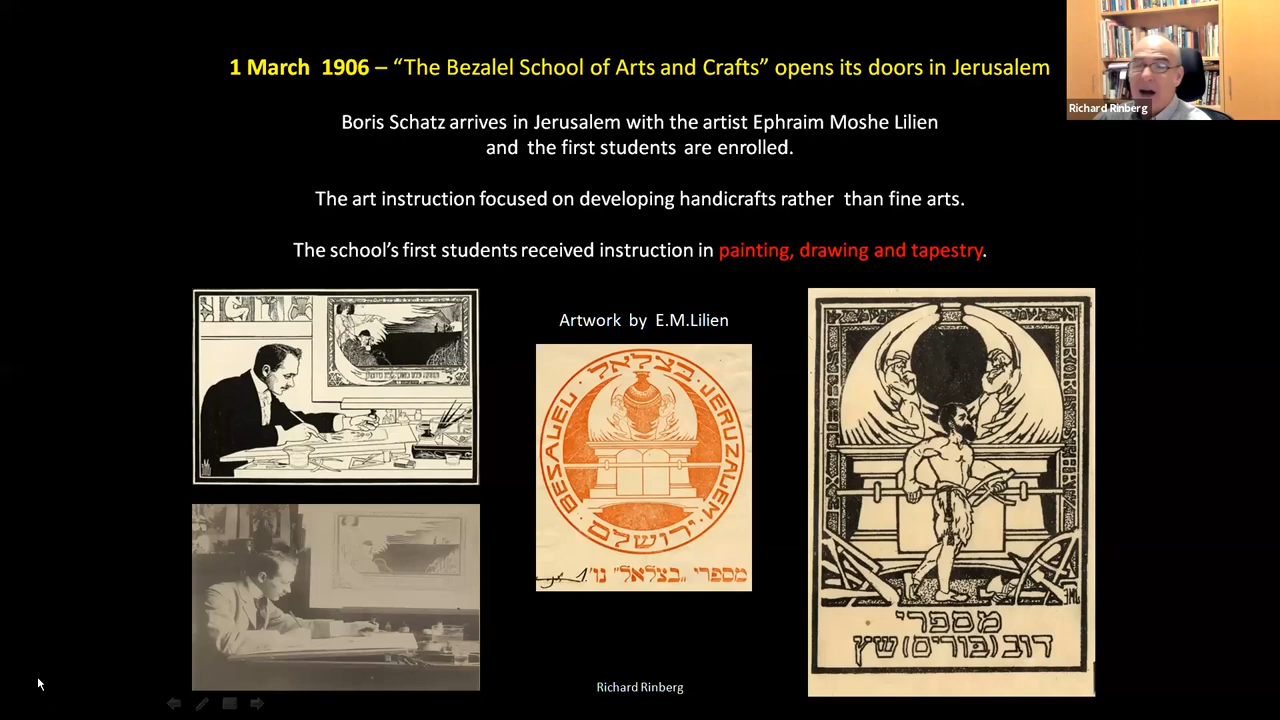 1 March 1906 – “The Bezalel School of Arts and Crafts” opens its doors in Jerusalem
Richard Rinberg
Boris Schatz arrives in Jerusalem with the artist Ephraim Moshe Lilien
and the first students are enrolled.
The art instruction focused on developing handicrafts rather than fine arts.
The school’s first students received instruction in painting, drawing and tapestry.
Artwork by E.M.Lilien
בצלאל
BEZALEL
JERUZALEM
ירושלם
מספרי „בצלאל” נו'
EML
מספרי
דוב (בוריס) שץ
Richard Rinberg